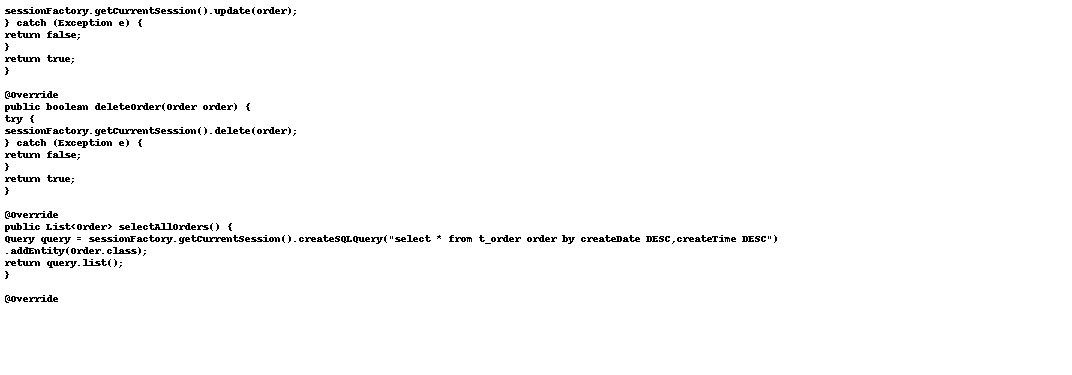 sessionFactory.getCurrentSession().update(order);
} catch (Exception e) {
return false;
}
return true;
}

@Override
public boolean deleteOrder(Order order) {
try {
sessionFactory.getCurrentSession().delete(order);
} catch (Exception e) {
return false;
}
return true;
}

@Override
public List<Order> selectAllOrders() {
Query query = sessionFactory.getCurrentSession().createSQLQuery("select * from t_order order by createDate DESC,createTime DESC")
.addEntity(Order.class);
return query.list();
}

@Override